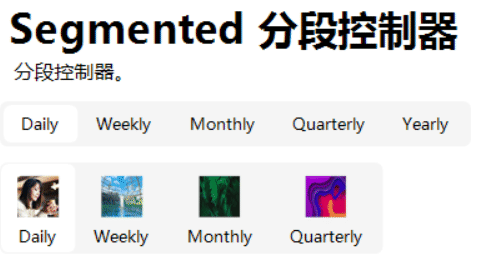 Segmented 分段控制器
分段控制器。
Daily Weekly Monthly Quarterly Yearly
Daily Weekly Monthly Quarterly